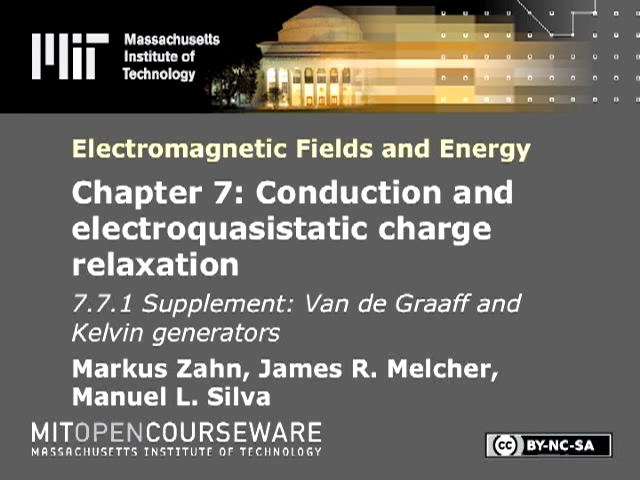 Massachusetts
Institute of
Technology
Electromagnetic Fields and Energy
Chapter 7: Conduction and
electroquasistatic charge
relaxation
7.7.1 Supplement: Van de Graaff and
Kelvin generators
Markus Zahn, James R. Melcher,
Manuel L. Silva
MITOPENCOURSEWARE
MASSACHUSETTS INSTITUTE OF TECHNOLOGY
cc BY-NC-SA